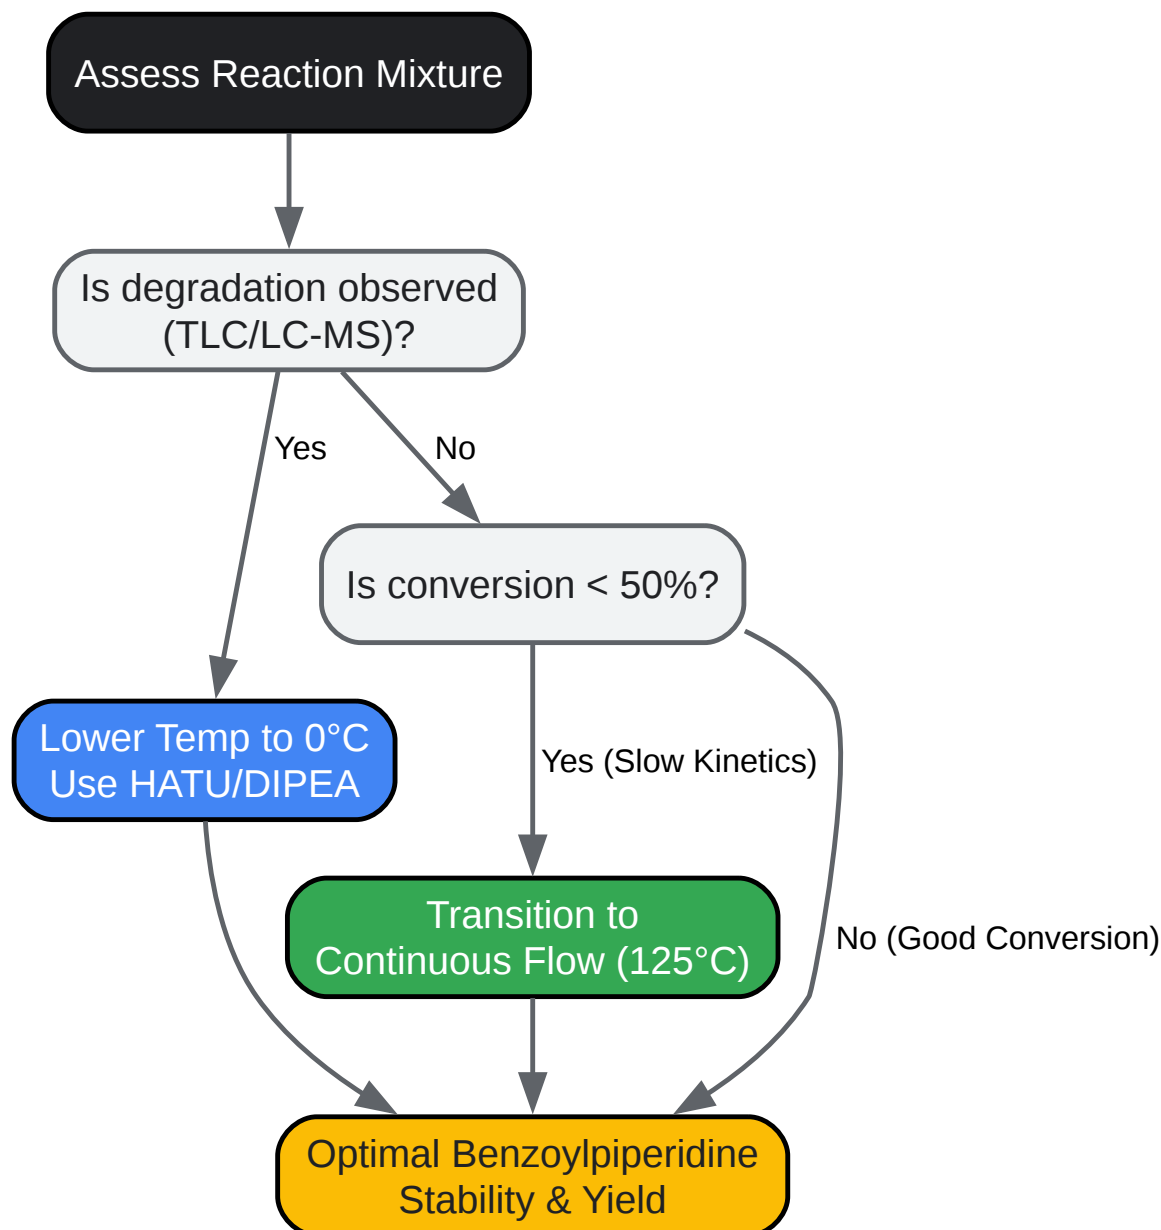 Assess Reaction Mixture
Is degradation observed
(TLC/LC-MS)?
Yes
No
Is conversion < 50%?
Lower Temp to 0°C
Use HATU/DIPEA
Yes (Slow Kinetics)
Transition to
Continuous Flow (125°C)
No (Good Conversion)
Optimal Benzoylpiperidine
Stability & Yield